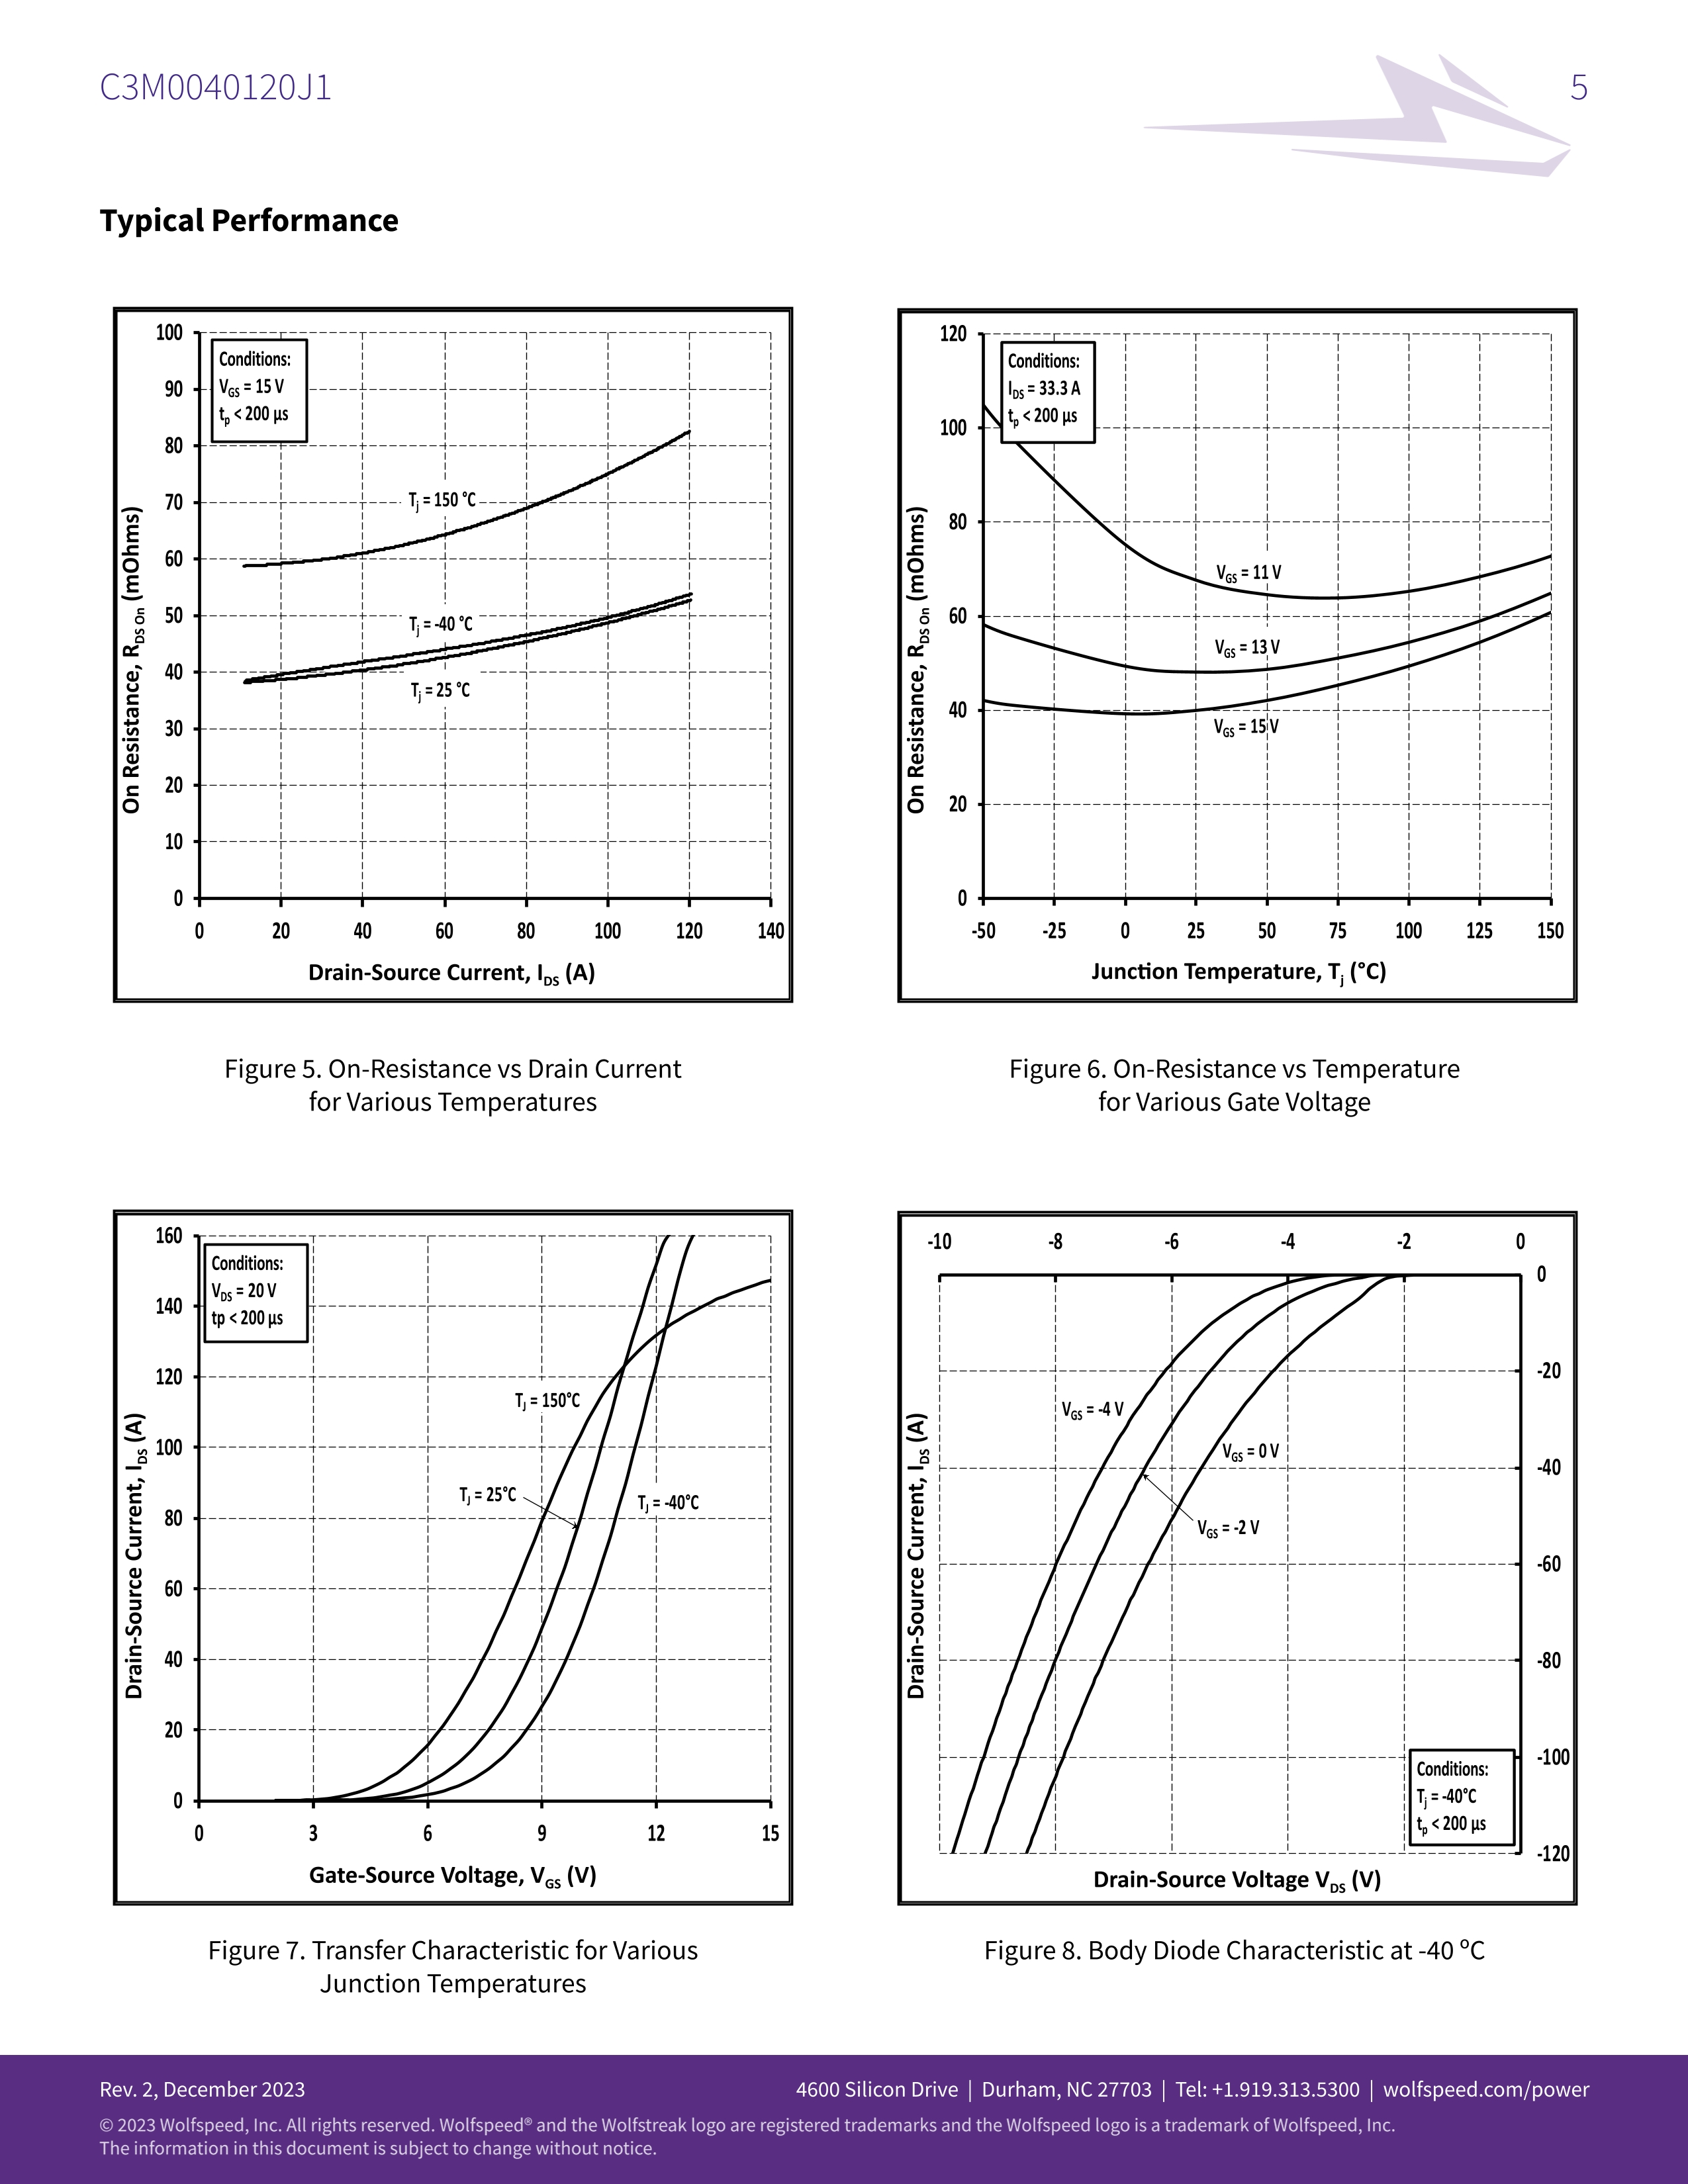 C3M0040120J1
5
Typical Performance
100
90
80
70
60
50
40
30
20
10
0
0 20 40 60 80 100 120 140
On Resistance, RDS On (mOhms)
Drain-Source Current, IDS (A)
Conditions:
VGS = 15 V
tp < 200 µs
Tj = 150 °C
Tj = -40 °C
Tj = 25 °C
Figure 5. On-Resistance vs Drain Current
for Various Temperatures
120
100
80
60
40
20
0
-50 -25 0 25 50 75 100 125 150
On Resistance, RDS On (mOhms)
Junction Temperature, Tj (°C)
Conditions:
IDS = 33.3 A
tp < 200 µs
VGS = 11 V
VGS = 13 V
VGS = 15 V
Figure 6. On-Resistance vs Temperature
for Various Gate Voltage
160
140
120
100
80
60
40
20
0
0 3 6 9 12 15
Drain-Source Current, IDS (A)
Gate-Source Voltage, VGS (V)
Conditions:
VDS = 20 V
tp < 200 µs
TJ = 150°C
TJ = 25°C
TJ = -40°C
Figure 7. Transfer Characteristic for Various
Junction Temperatures
-10 -8 -6 -4 -2 0
0
-20
-40
-60
-80
-100
-120
Drain-Source Current, IDS (A)
Drain-Source Voltage VDS (V)
VGS = -4 V
VGS = 0 V
VGS = -2 V
Conditions:
Tj = -40°C
tp < 200 µs
Figure 8. Body Diode Characteristic at -40 ºC
Rev. 2, December 2023
4600 Silicon Drive | Durham, NC 27703 | Tel: +1.919.313.5300 | wolfspeed.com/power
© 2023 Wolfspeed, Inc. All rights reserved. Wolfspeed® and the Wolfstreak logo are registered trademarks and the Wolfspeed logo is a trademark of Wolfspeed, Inc.
The information in this document is subject to change without notice.